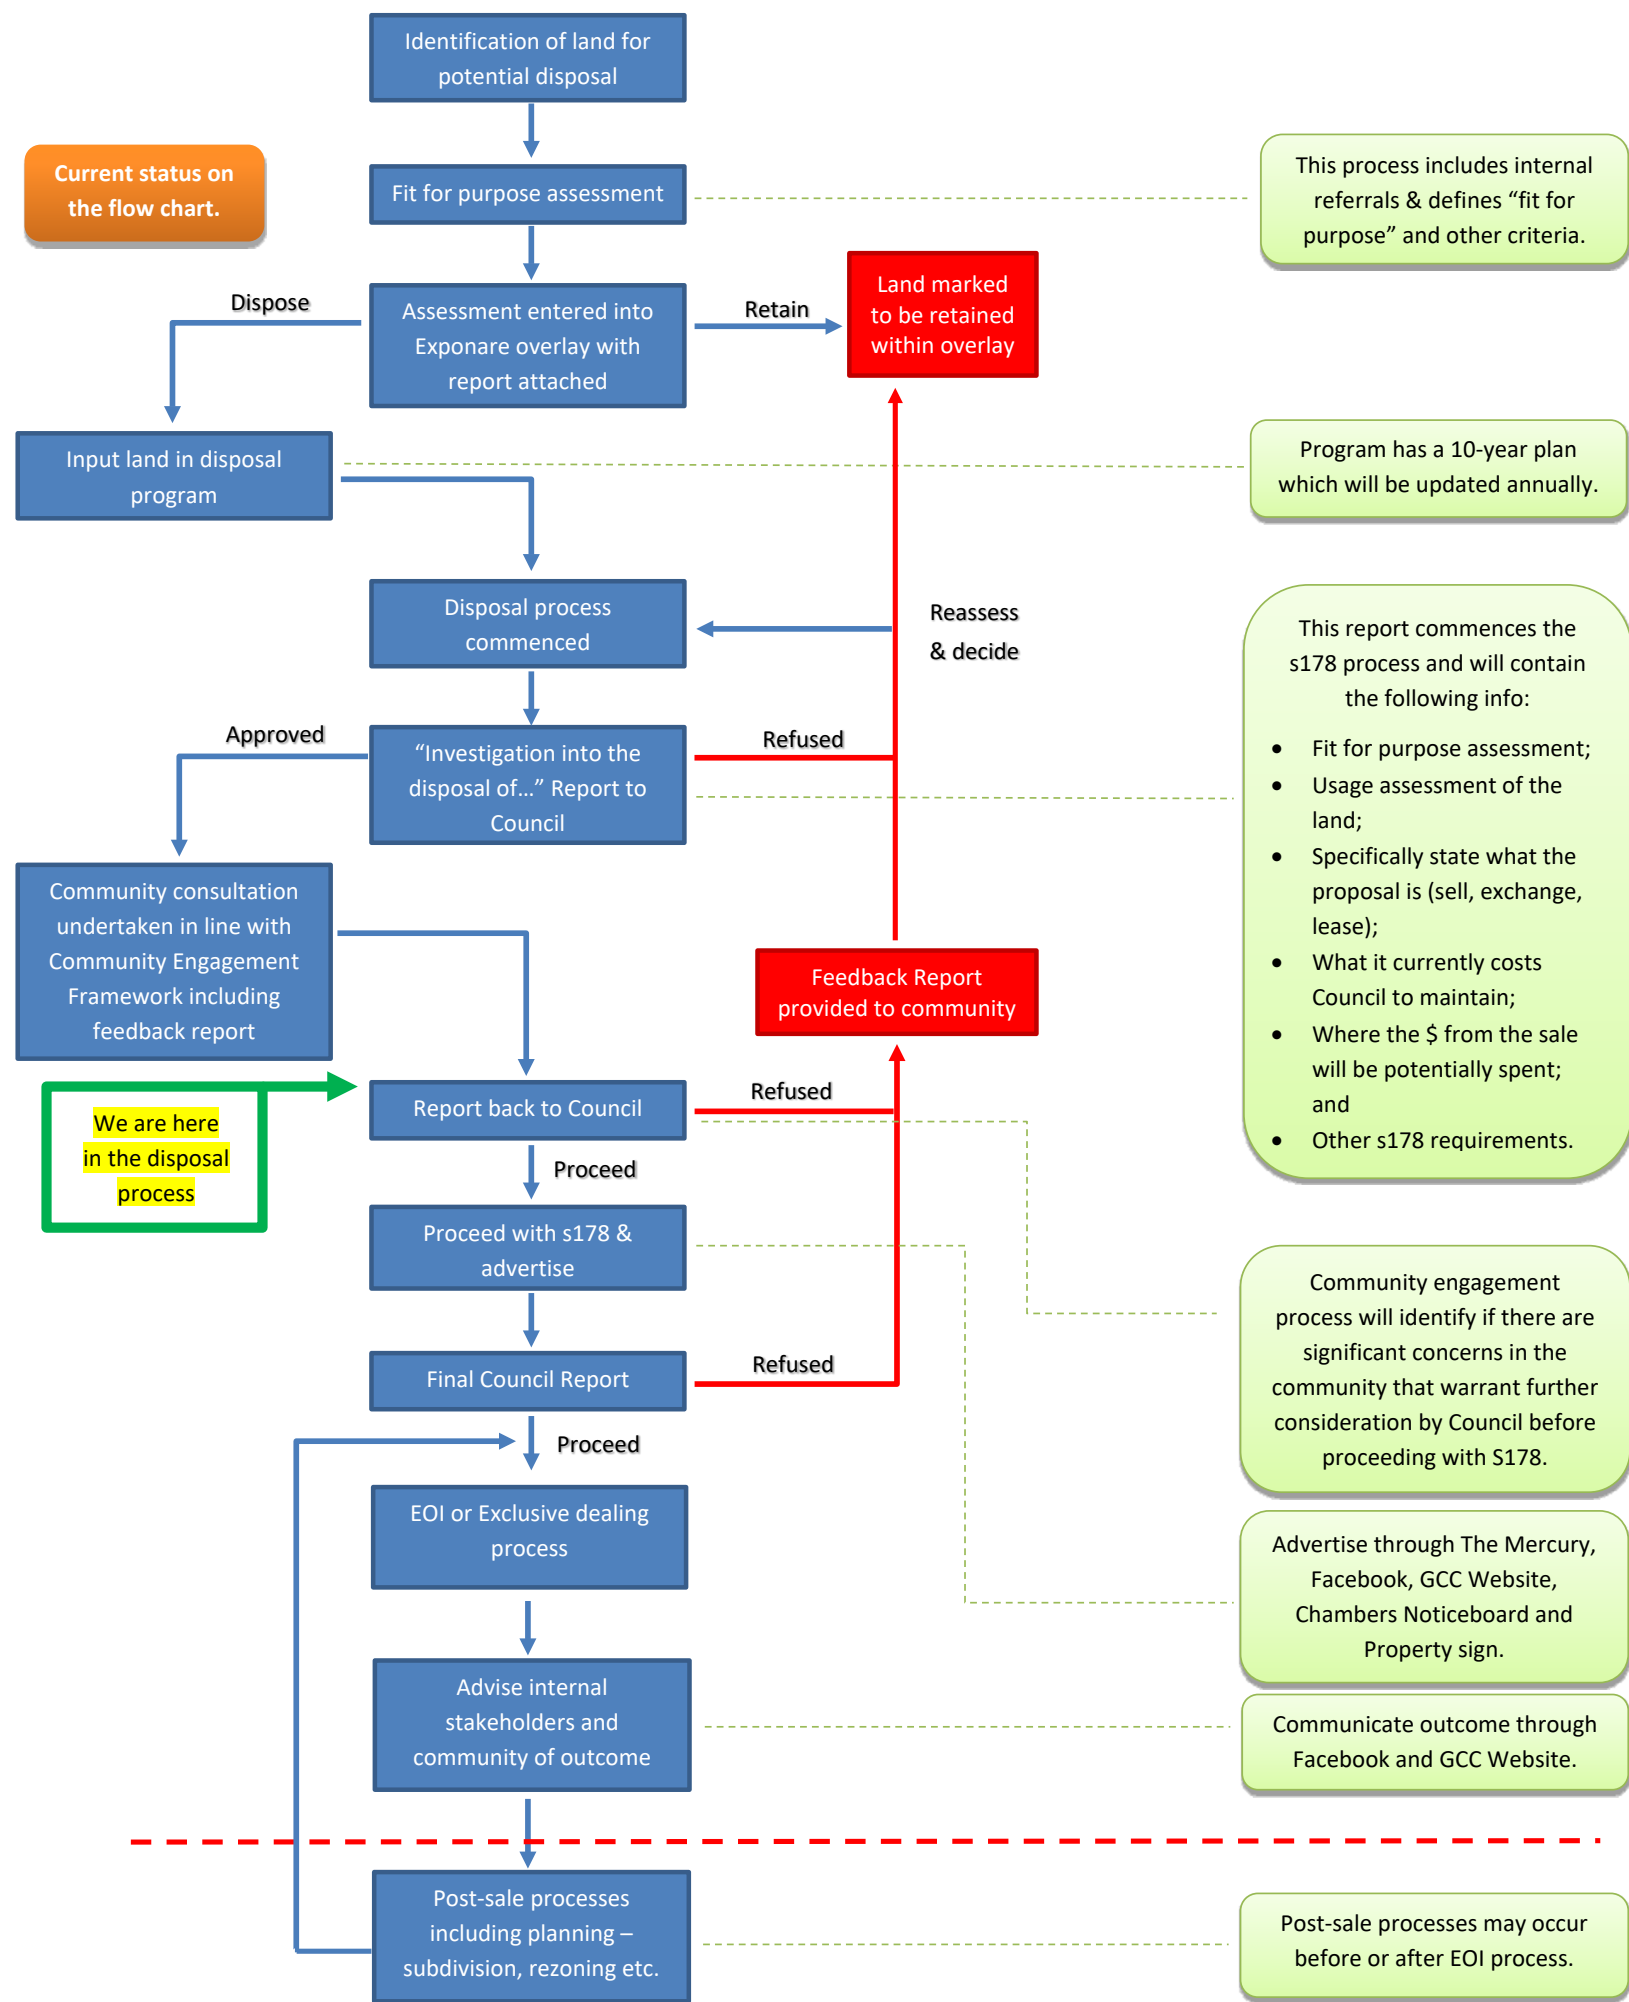 Identification of land for
potential disposal
Current status on
the flow chart.
Fit for purpose assessment
This process includes internal
referrals & defines “fit for
purpose” and other criteria.
Dispose
Assessment entered into
Exponare overlay with
report attached
Retain
Land marked
to be retained
within overlay
Input land in disposal
program
Program has a 10-year plan
which will be updated annually.
Disposal process
commenced
Reassess
& decide
This report commences the
s178 process and will contain
the following info:
• Fit for purpose assessment;
• Usage assessment of the
land;
• Specifically state what the
proposal is (sell, exchange,
lease);
• What it currently costs
Council to maintain;
• Where the $ from the sale
will be potentially spent;
and
• Other s178 requirements.
Approved
“Investigation into the
disposal of…” Report to
Council
Refused
Community consultation
undertaken in line with
Community Engagement
Framework including
feedback report
Feedback Report
provided to community
We are here
in the disposal
process
Report back to Council
Refused
Proceed
Proceed with s178 &
advertise
Community engagement
process will identify if there are
significant concerns in the
community that warrant further
consideration by Council before
proceeding with S178.
Final Council Report
Refused
Proceed
EOI or Exclusive dealing
process
Advertise through The Mercury,
Facebook, GCC Website,
Chambers Noticeboard and
Property sign.
Advise internal
stakeholders and
community of outcome
Communicate outcome through
Facebook and GCC Website.
Post-sale processes
including planning –
subdivision, rezoning etc.
Post-sale processes may occur
before or after EOI process.